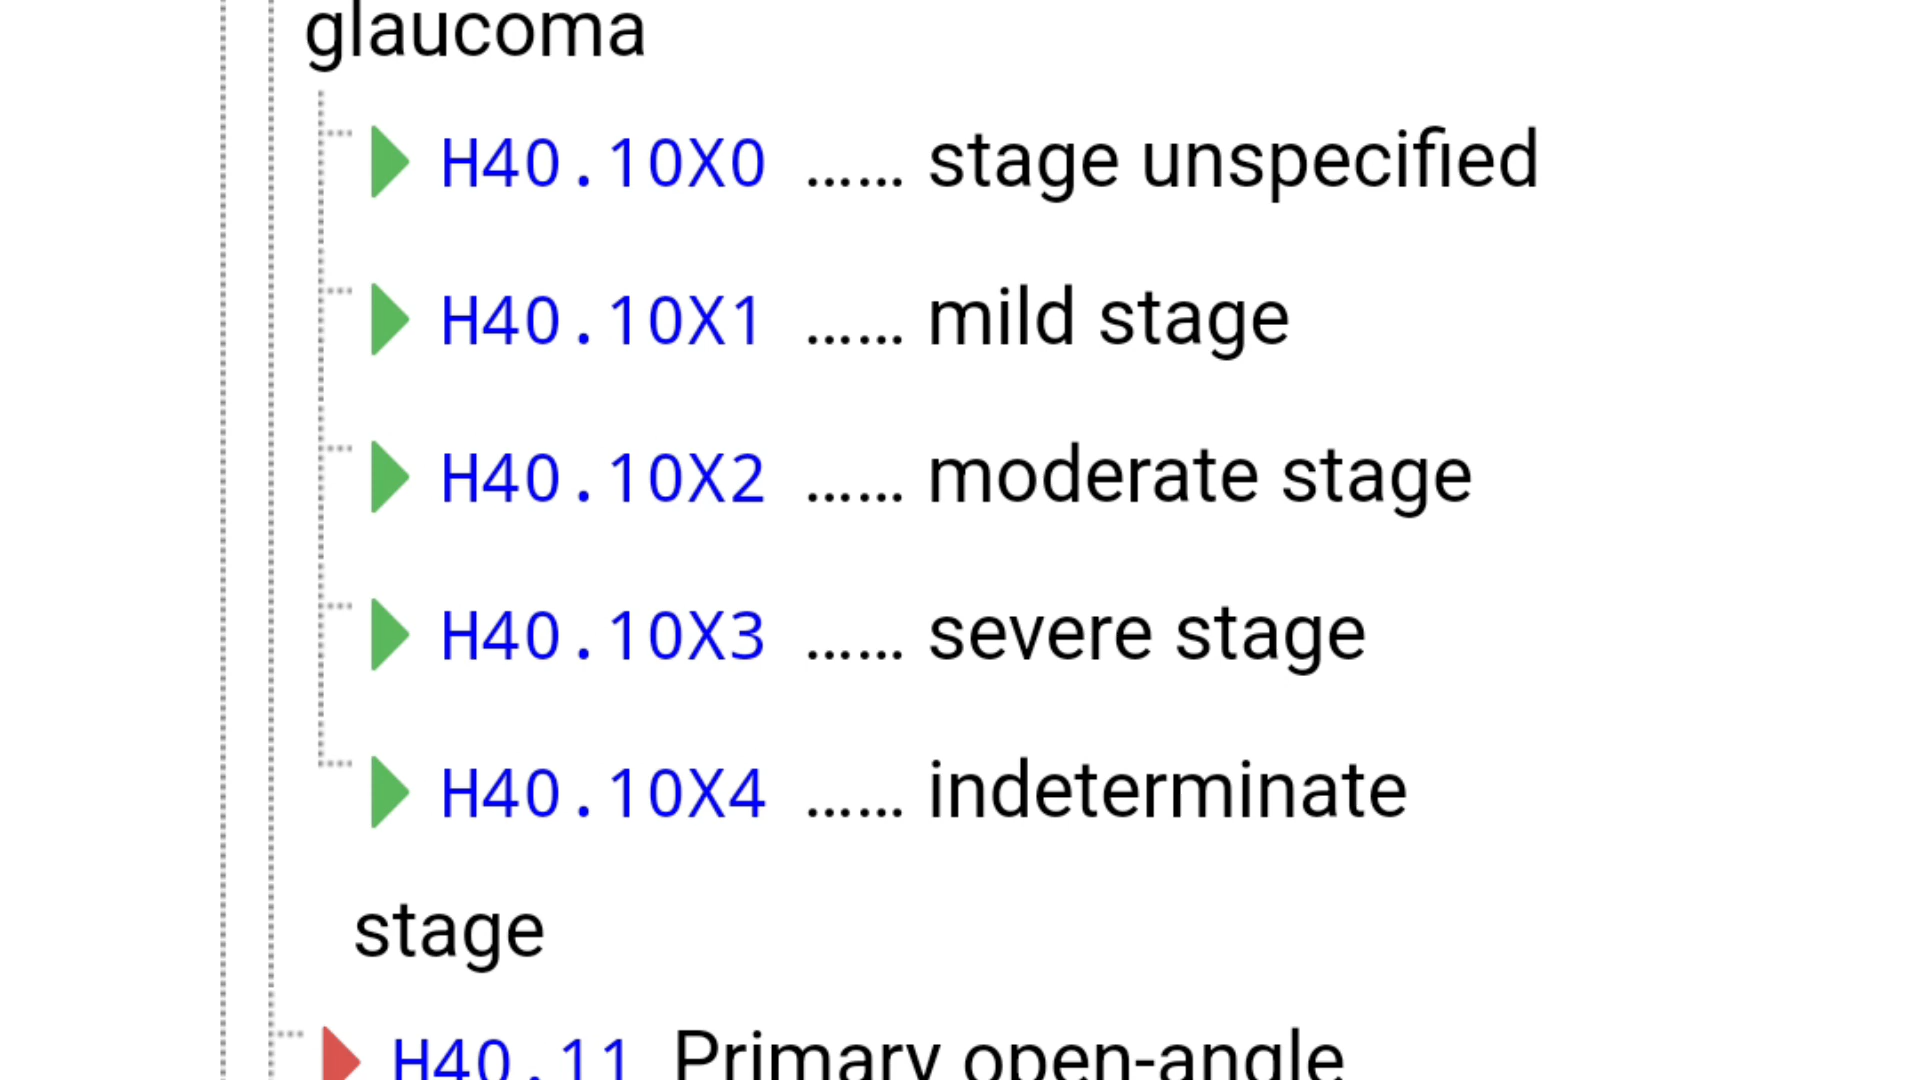 glaucoma
H40.10X0 …… stage unspecified
H40.10X1 …… mild stage
H40.10X2 …… moderate stage
H40.10X3 …… severe stage
H40.10X4 …… indeterminate
stage
H40.11 Primary open-angle